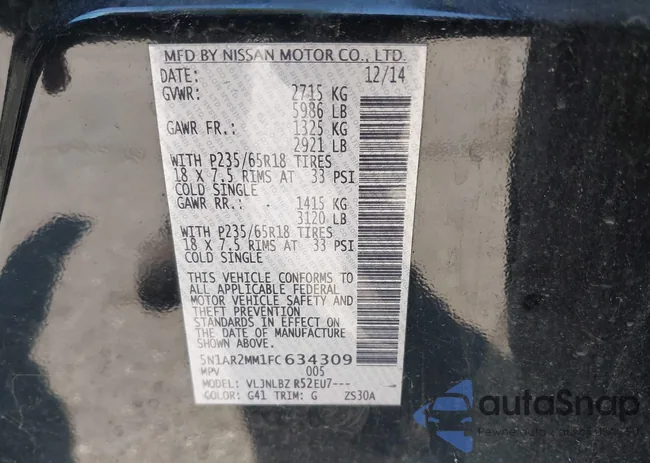 MFD BY NISSAN MOTOR CO., LTD.
DATE: 12/14
GVWR: 2715 KG
5986 LB
GAWR FR.: 1325 KG
2921 LB
WITH P235/65R18 TIRES
18 X 7.5 RIMS AT 33 PSI
COLD SINGLE
GAWR RR.: 1415 KG
3120 LB
WITH P235/65R18 TIRES
18 X 7.5 RIMS AT 33 PSI
COLD SINGLE
THIS VEHICLE CONFORMS TO
ALL APPLICABLE FEDERAL
MOTOR VEHICLE SAFETY AND
THEFT PREVENTION
STANDARDS IN EFFECT ON
THE DATE OF MANUFACTURE
SHOWN ABOVE.
5N1AR2MM1FC634309
MPV 005
MODEL: VLJNLBZ R52EU7---
COLOR: G41 TRIM: G ZS30A
autoSnap
Pewne auta z